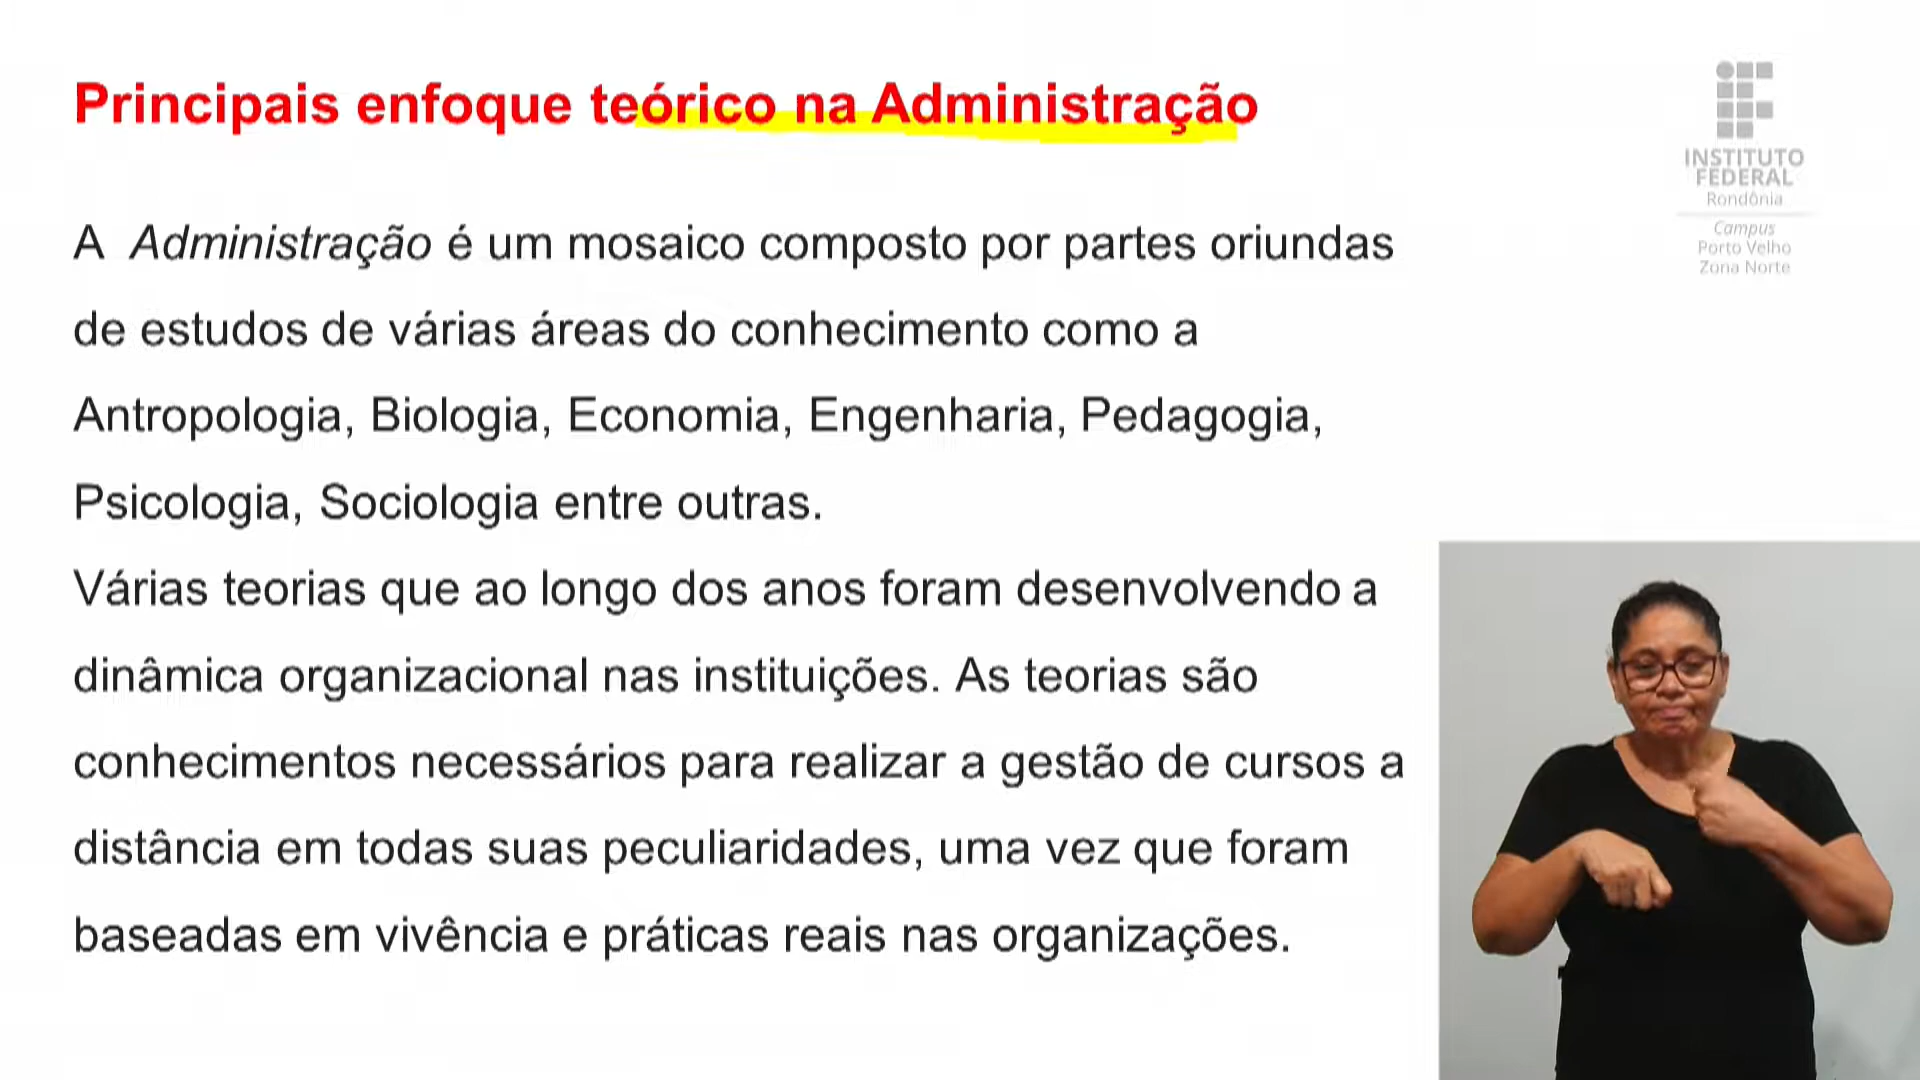 Principais enfoque teórico na Administração
A Administração é um mosaico composto por partes oriundas
de estudos de várias áreas do conhecimento como a
Antropologia, Biologia, Economia, Engenharia, Pedagogia,
Psicologia, Sociologia entre outras.
Várias teorias que ao longo dos anos foram desenvolvendo a
dinâmica organizacional nas instituições. As teorias são
conhecimentos necessários para realizar a gestão de cursos a
distância em todas suas peculiaridades, uma vez que foram
baseadas em vivência e práticas reais nas organizações.
INSTITUTO
FEDERAL
Rondônia
Campus
Porto Velho
Zona Norte